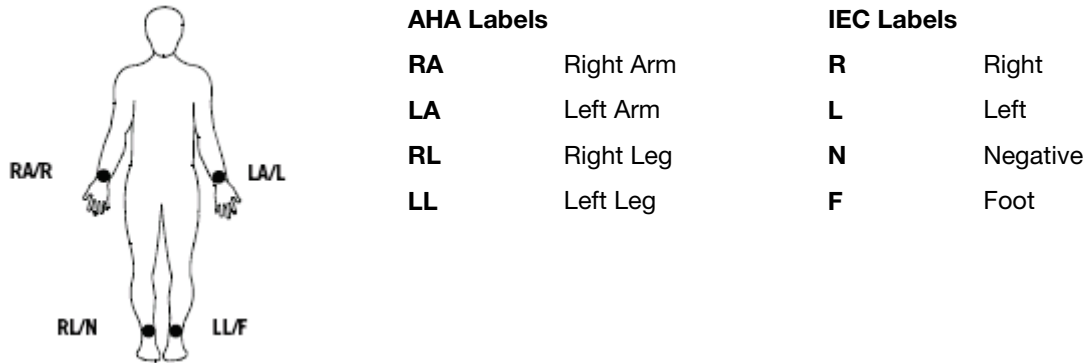 AHA Labels IEC Labels
RA Right Arm R Right
LA Left Arm L Left
RL Right Leg N Negative
LL Left Leg F Foot
RA/R LA/L
RL/N LL/F